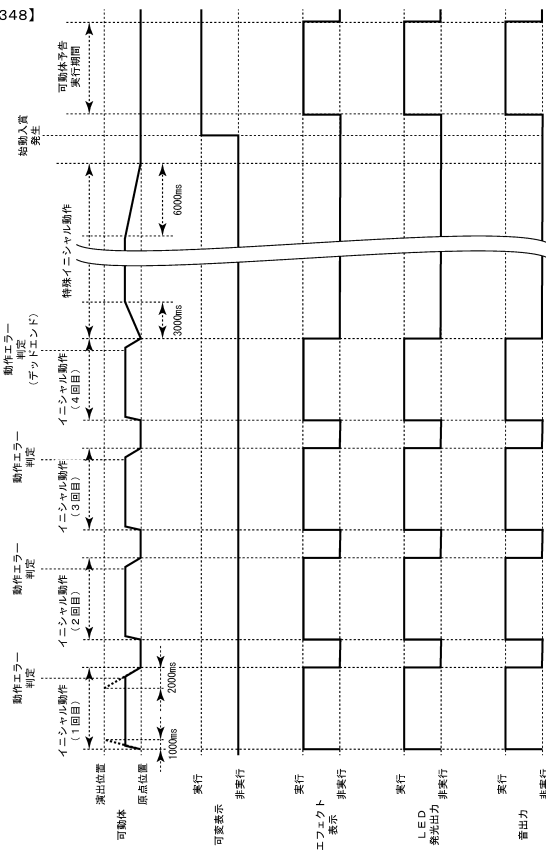 348】
可動体予告
実行期間
始動入賞
発生
特殊イニシャル動作
6000ms
3000ms
動作エラー
判定
（デッドエンド）
イニシャル動作
（４回目）
動作エラー
判定
イニシャル動作
（３回目）
動作エラー
判定
イニシャル動作
（２回目）
動作エラー
判定
イニシャル動作
（１回目）
2000ms
1000ms
演出位置
可動体
原点位置
実行
可変表示
非実行
実行
エフェクト
表示
非実行
実行
ＬＥＤ
発光出力
非実行
実行
音出力
非実行